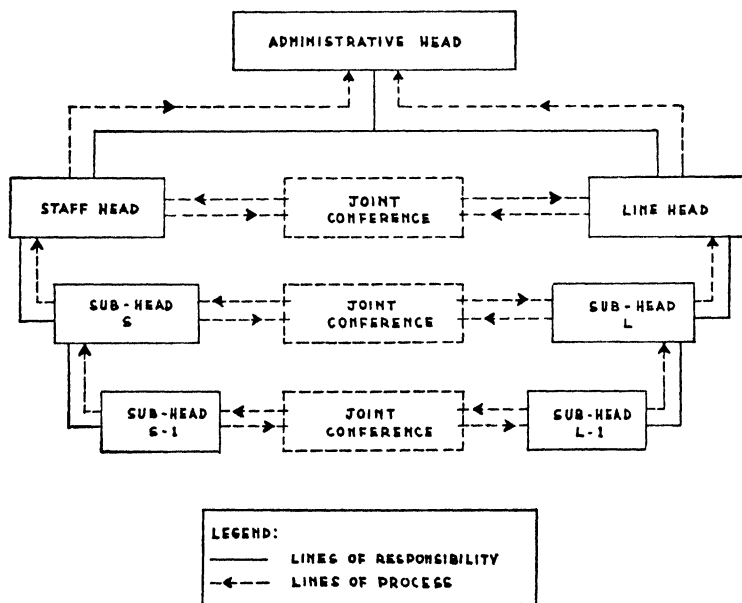 ADMINISTRATIVE HEAD
STAFF HEAD
JOINT
CONFERENCE
LINE HEAD
SUB-HEAD
S
JOINT
CONFERENCE
SUB-HEAD
L
SUB-HEAD
S-1
JOINT
CONFERENCE
SUB-HEAD
L-1
LEGEND:
LINES OF RESPONSIBILITY
LINES OF PROCESS